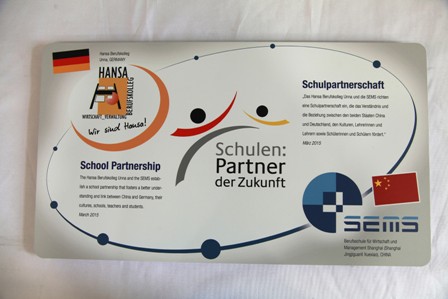 Hansa Berufskolleg
Unna, GERMANY
HANSA
BERUFSKOLLEG
WIRTSCHAFT VERWALTUNG
Wir sind Hansa!
School Partnership
The Hansa Berufskolleg Unna and the SEMS estab-
lish a school partnership that fosters a better under-
standing and link between China and Germany, their
cultures, schools, teachers and students.
March 2015
Schulen:
Partner
der Zukunft
Schulpartnerschaft
„Das Hansa Berufskolleg Unna und die SEMS richten
eine Schulpartnerschaft ein, die das Verständnis und
die Beziehung zwischen den beiden Staaten China
und Deutschland, den Kulturen, Lehrerinnen und
Lehrern sowie Schülerinnen und Schülern fördert."
März 2015
SEMS
Berufsschule für Wirtschaft und
Management Shanghai (Shanghai